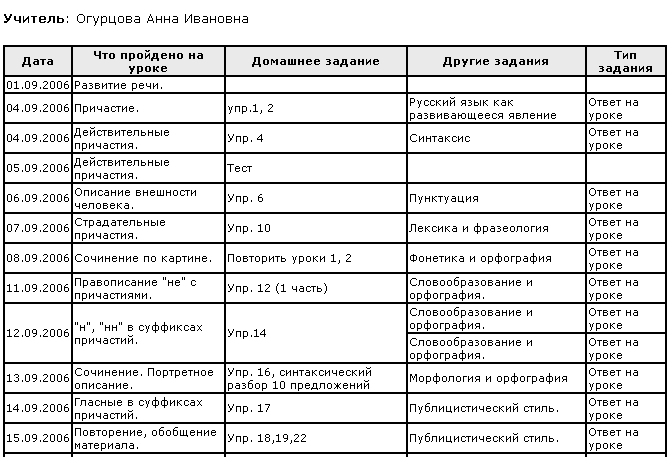 Учитель: Огурцова Анна Ивановна
Дата Что пройдено на уроке Домашнее задание Другие задания Тип задания
01.09.2006 Развитие речи.
04.09.2006 Причастие. упр.1, 2 Русский язык как развивающееся явление Ответ на уроке
04.09.2006 Действительные причастия. Упр. 4 Синтаксис Ответ на уроке
05.09.2006 Действительные причастия. Тест
06.09.2006 Описание внешности человека. Упр. 6 Пунктуация Ответ на уроке
07.09.2006 Страдательные причастия. Упр. 10 Лексика и фразеология Ответ на уроке
08.09.2006 Сочинение по картине. Повторить уроки 1, 2 Фонетика и орфография Ответ на уроке
11.09.2006 Правописание "не" с причастиями. Упр. 12 (1 часть) Словообразование и орфография. Ответ на уроке
12.09.2006 "н", "нн" в суффиксах причастий. Упр.14 Словообразование и орфография. Ответ на уроке
Словообразование и орфография. Ответ на уроке
13.09.2006 Сочинение. Портретное описание. Упр. 16, синтаксический разбор 10 предложений Морфология и орфография Ответ на уроке
14.09.2006 Гласные в суффиксах причастий. Упр. 17 Публицистический стиль. Ответ на уроке
15.09.2006 Повторение, обобщение материала. Упр. 18,19,22 Публицистический стиль. Ответ на уроке